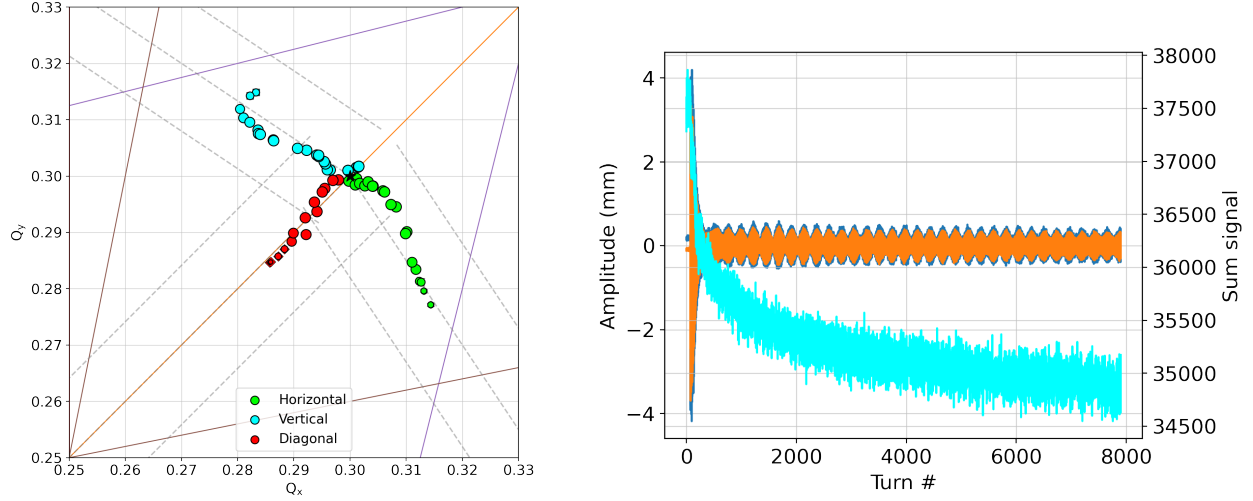 0.33
0.32
0.31
0.30
0.29
0.28
0.27
0.26
0.25
Qy
0.25 0.26 0.27 0.28 0.29 0.30 0.31 0.32 0.33
Qx
Horizontal
Vertical
Diagonal
4
2
0
−2
−4
Amplitude (mm)
0 2000 4000 6000 8000
Turn #
38000
37500
37000
36500
36000
35500
35000
34500
Sum signal